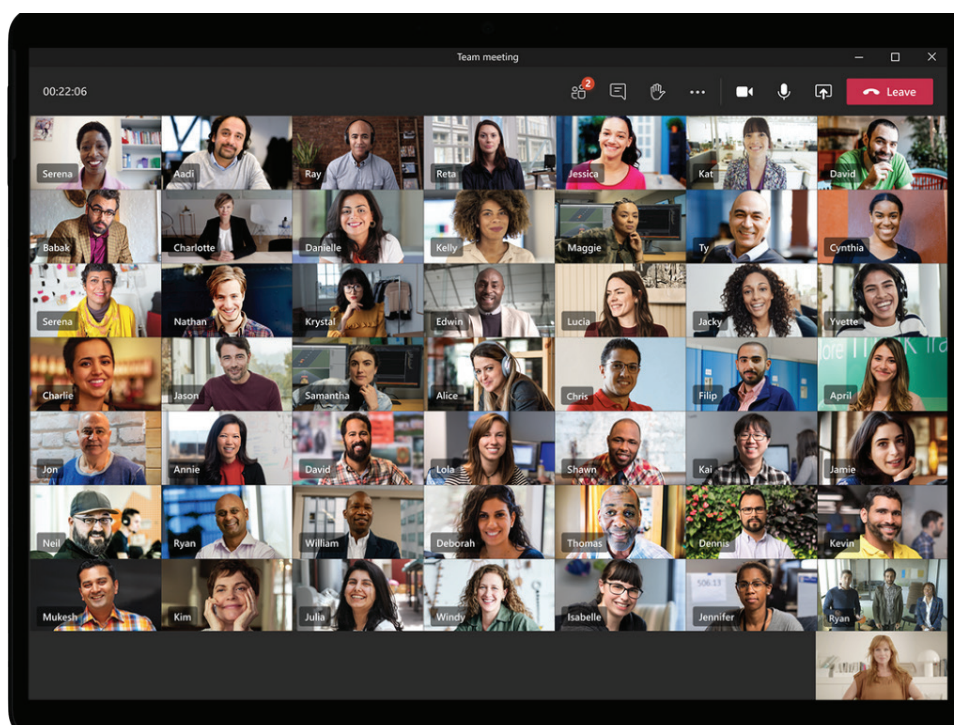 Team meeting
00:22:06
2
Leave
Serena
Aadi
Ray
Reta
Jessica
Kat
David
Babak
Charlotte
Danielle
Kelly
Maggie
Ty
Cynthia
Serena
Nathan
Krystal
Edwin
Lucia
Jacky
Yvette
Charlie
Jason
Samantha
Alice
Chris
Filip
April
Jon
Annie
David
Lola
Shawn
Kai
Jamie
Neil
Ryan
William
Deborah
Thomas
Dennis
Kevin
Mukesh
Kim
Julia
Windy
Isabelle
Jennifer
506:13
Ryan